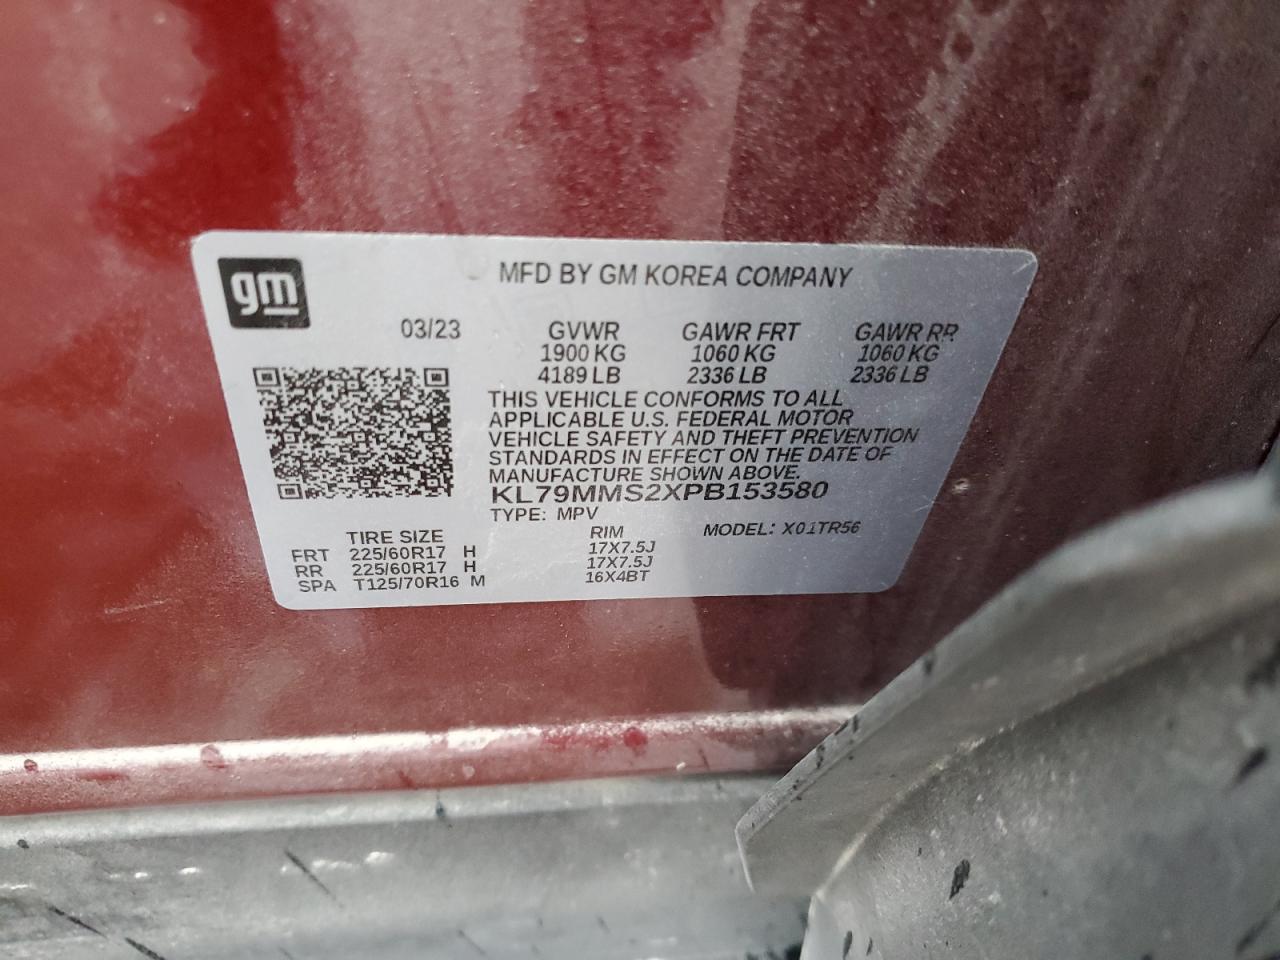 gm
MFD BY GM KOREA COMPANY
03/23 GVWR GAWR FRT GAWR RR
1900 KG 1060 KG 1060 KG
4189 LB 2336 LB 2336 LB
THIS VEHICLE CONFORMS TO ALL
APPLICABLE U.S. FEDERAL MOTOR
VEHICLE SAFETY AND THEFT PREVENTION
STANDARDS IN EFFECT ON THE DATE OF
MANUFACTURE SHOWN ABOVE.
KL79MMS2XPB153580
TYPE: MPV
TIRE SIZE RIM MODEL: X01TR56
FRT 225/60R17 H 17X7.5J
RR 225/60R17 H 17X7.5J
SPA T125/70R16 M 16X4BT